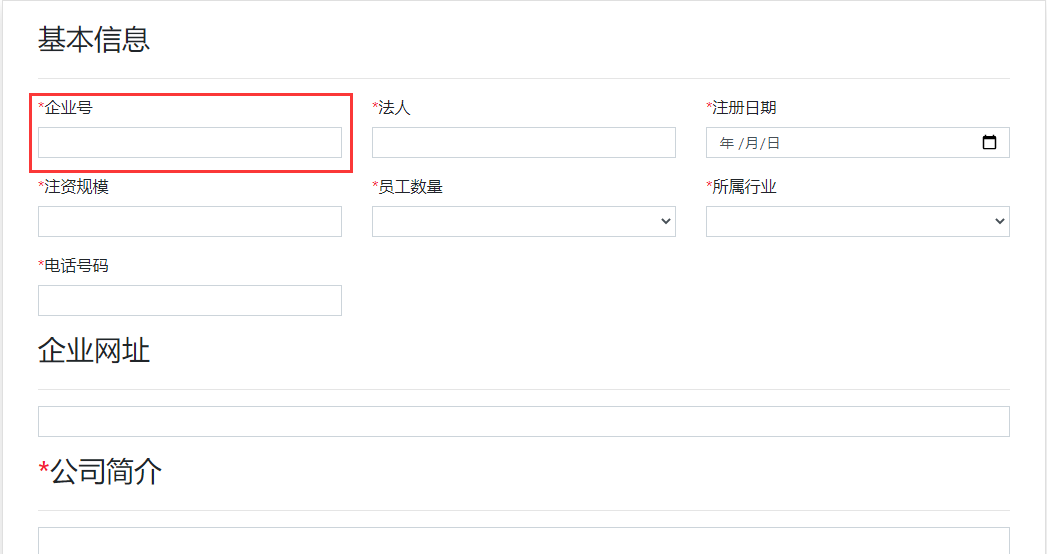 基本信息
*企业号
*法人
*注册日期
年 /月/日
*注资规模
*员工数量
*所属行业
*电话号码
企业网址
*公司简介